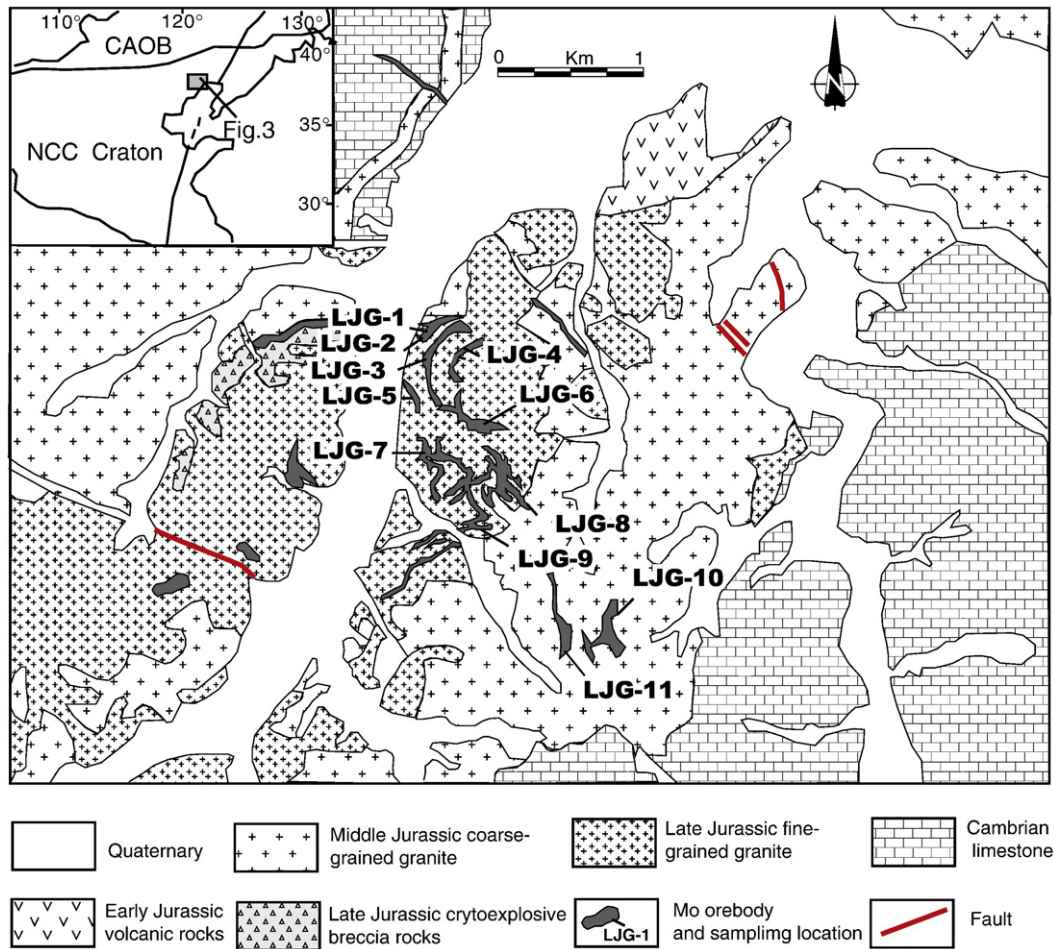 110°
120°
130°
CAOB
40°
Fig.3
35°
NCC Craton
30°
0 Km 1
N
LJG-1
LJG-2
LJG-3
LJG-4
LJG-5
LJG-6
LJG-7
LJG-8
LJG-9
LJG-10
LJG-11
Quaternary
Middle Jurassic coarse-
grained granite
Late Jurassic fine-
grained granite
Cambrian
limestone
Early Jurassic
volcanic rocks
Late Jurassic crytoexplosive
breccia rocks
LJG-1
Mo orebody
and samplimg location
Fault